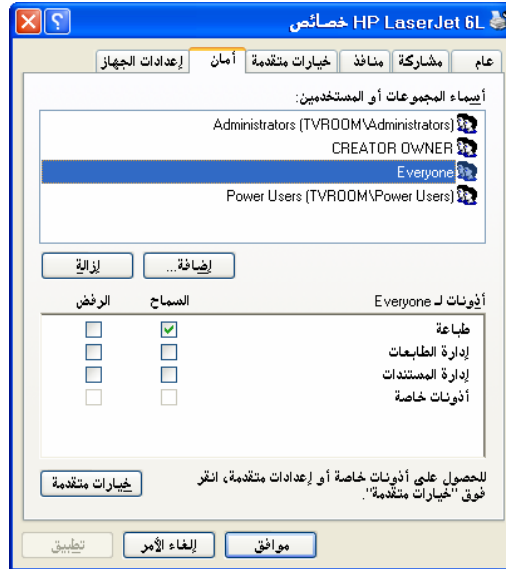 خصائص HP LaserJet 6L
عام
مشاركة
منافذ
خيارات متقدمة
أمان
إعدادات الجهاز
أسماء المجموعات أو المستخدمين:
Administrators (TVROOM\Administrators)
CREATOR OWNER
Everyone
Power Users (TVROOM\Power Users)
إضافة...
إزالة
أذونات لـ Everyone
السماح
الرفض
طباعة
إدارة الطابعات
إدارة المستندات
أذونات خاصة
للحصول على أذونات خاصة أو إعدادات متقدمة، انقر
فوق "خيارات متقدمة".
خيارات متقدمة
موافق
إلغاء الأمر
تطبيق